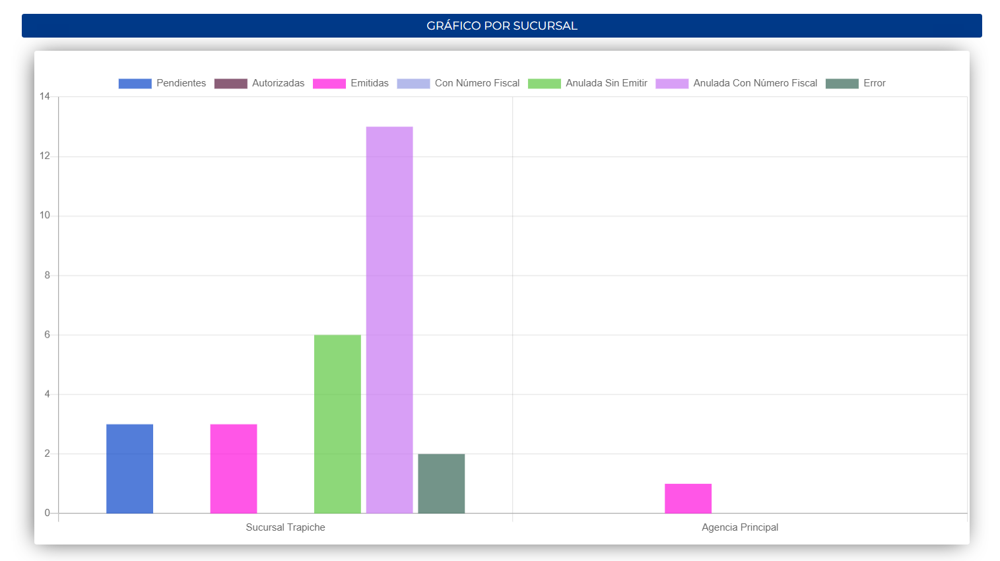 GRÁFICO POR SUCURSAL
Pendientes Autorizadas Emitidas Con Número Fiscal Anulada Sin Emitir Anulada Con Número Fiscal Error
14
12
10
8
6
4
2
0
Sucursal Trapiche Agencia Principal